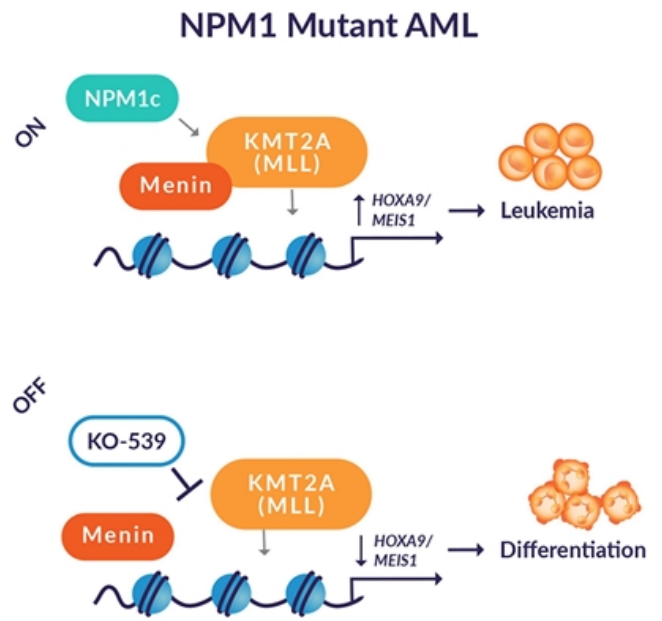 NPM1 Mutant AML
ON
NPM1c
KMT2A
(MLL)
Menin
HOXA9/
MEIS1
Leukemia
OFF
KO-539
KMT2A
(MLL)
Menin
HOXA9/
MEIS1
Differentiation